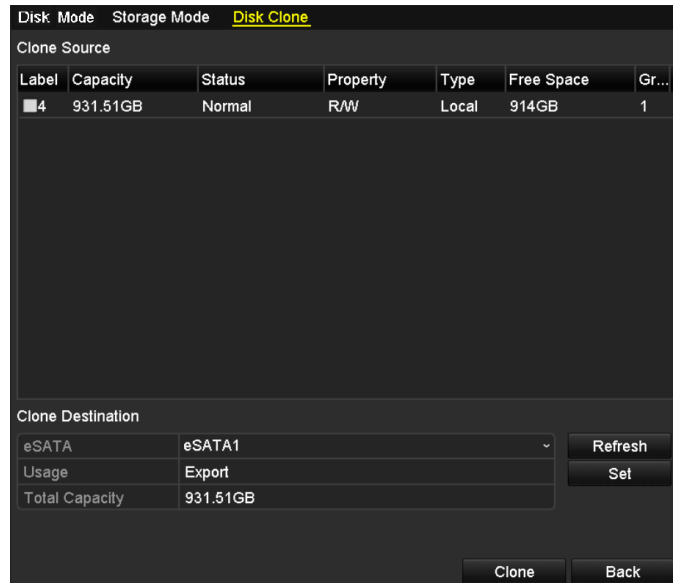 Disk Mode Storage Mode Disk Clone
Clone Source
Label Capacity Status Property Type Free Space Gr...
4 931.51GB Normal R/W Local 914GB 1
Clone Destination
eSATA eSATA1 Refresh
Usage Export Set
Total Capacity 931.51GB
Clone Back